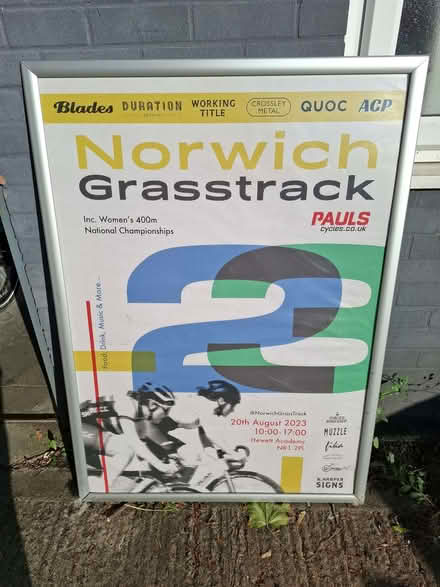 Blades DURATION WORKING TITLE CROSSLEY METAL QUOC ACP
Norwich
Grasstrack
Inc. Women's 400m
National Championships
PAULS
cycles.co.uk
23
Food, Drink, Music & More...
@NorwichGrassTrack
20th August 2023
10:00-17:00
Hewett Academy
NR1 2PL
MUZZLE
fika
N.HARPER
SIGNS